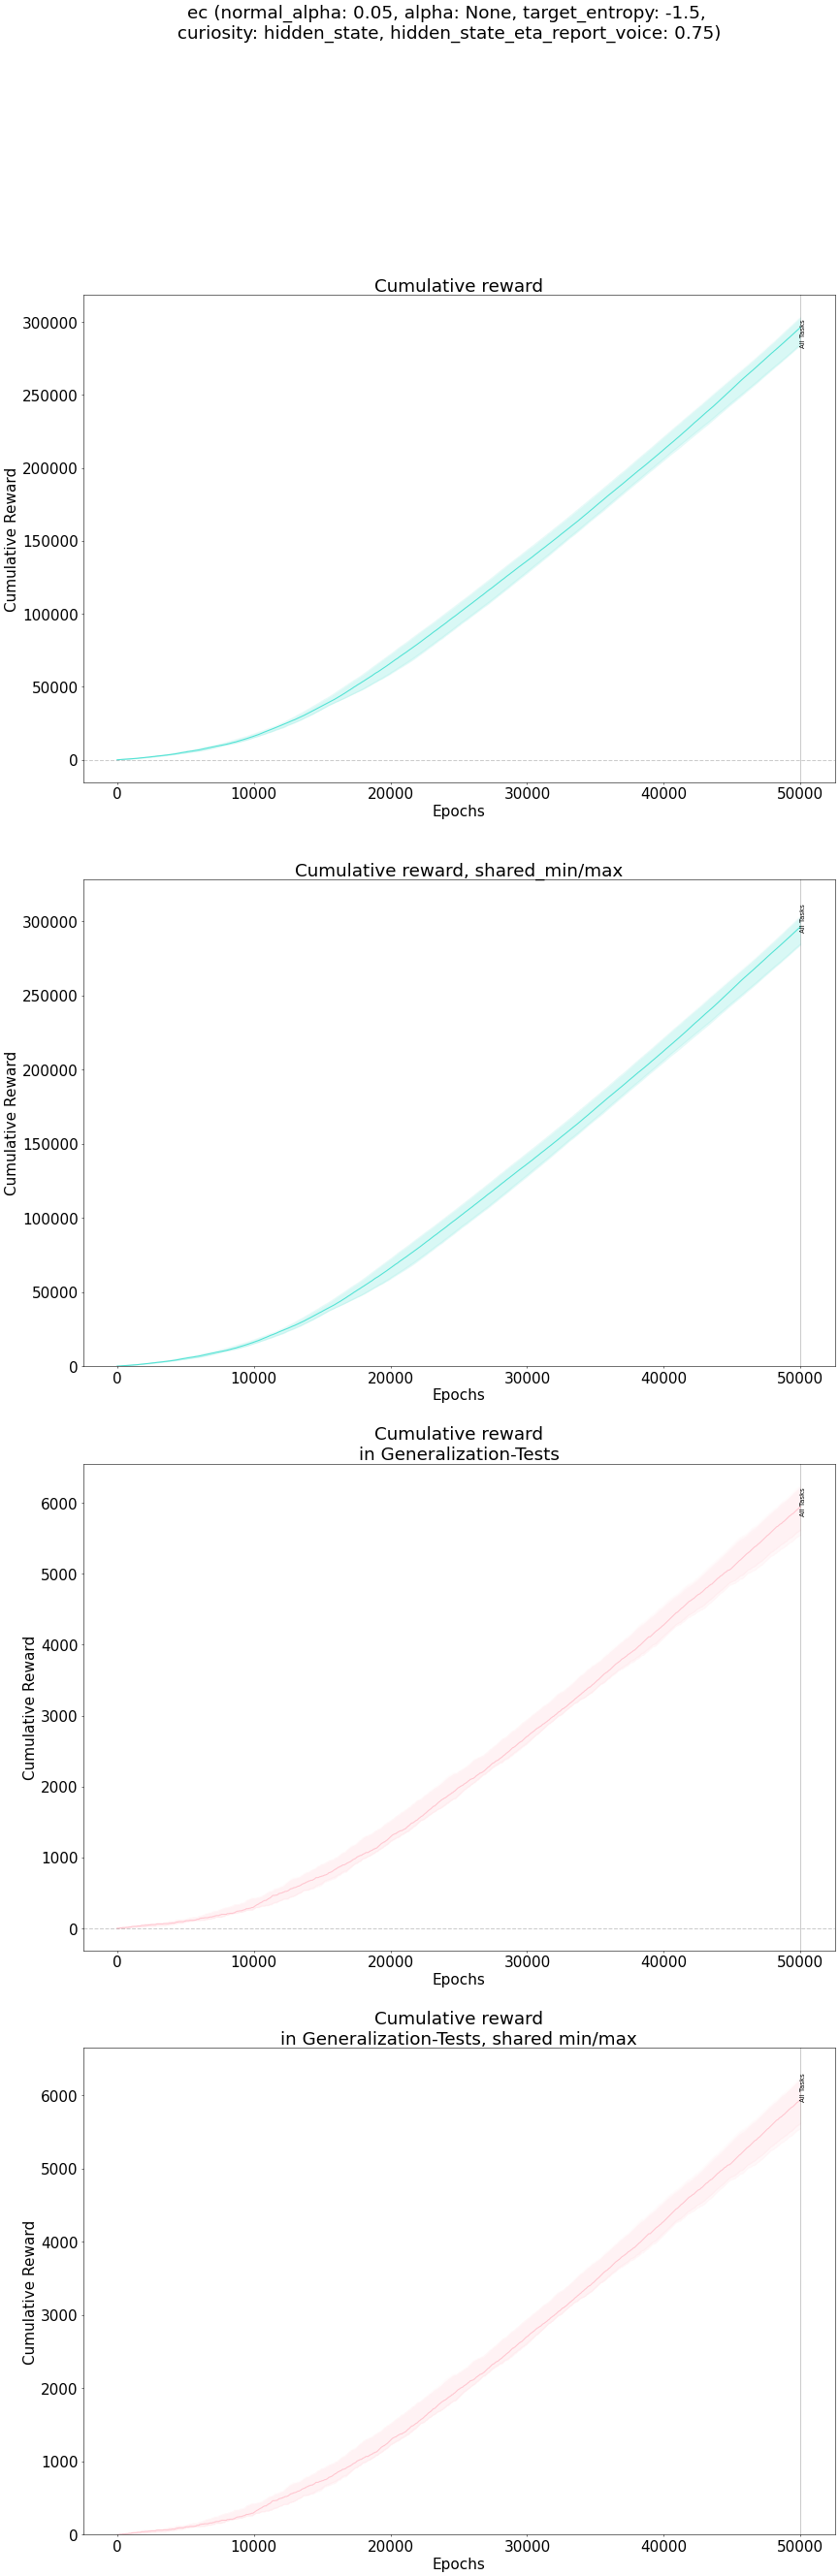 ec (normal_alpha: 0.05, alpha: None, target_entropy: -1.5,
curiosity: hidden_state, hidden_state_eta_report_voice: 0.75)
Cumulative reward
300000
250000
200000
150000
100000
50000
0
Cumulative Reward
All Tasks
0 10000 20000 30000 40000 50000
Epochs
Cumulative reward, shared_min/max
300000
250000
200000
150000
100000
50000
0
Cumulative Reward
All Tasks
0 10000 20000 30000 40000 50000
Epochs
Cumulative reward
in Generalization-Tests
6000
5000
4000
3000
2000
1000
0
Cumulative Reward
All Tasks
0 10000 20000 30000 40000 50000
Epochs
Cumulative reward
in Generalization-Tests, shared min/max
6000
5000
4000
3000
2000
1000
0
Cumulative Reward
All Tasks
0 10000 20000 30000 40000 50000
Epochs